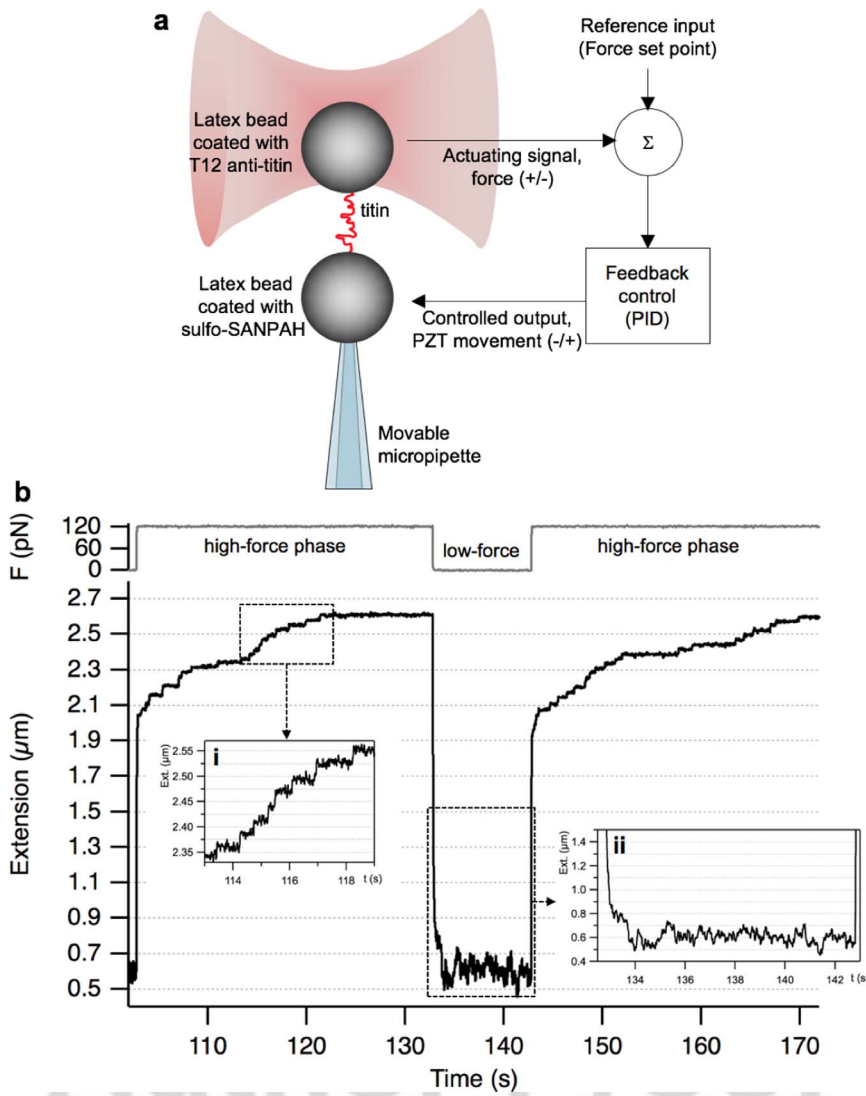 a
Reference input
(Force set point)
Latex bead
coated with
T12 anti-titin
Σ
Actuating signal,
force (+/-)
titin
Latex bead
coated with
sulfo-SANPAH
Feedback
control
(PID)
Controlled output,
PZT movement (-/+)
Movable
micropipette
b
F (pN)
120
60
0
high-force phase
low-force
high-force phase
Extension (µm)
2.7
2.5
2.3
2.1
1.9
1.7
1.5
1.3
1.1
0.9
0.7
0.5
i
Ext. (µm)
2.55
2.50
2.45
2.40
2.35
114
116
118
t (s)
ii
Ext. (µm)
1.4
1.2
1.0
0.8
0.6
0.4
134
136
138
140
142
t (s
110
120
130
140
150
160
170
Time (s)